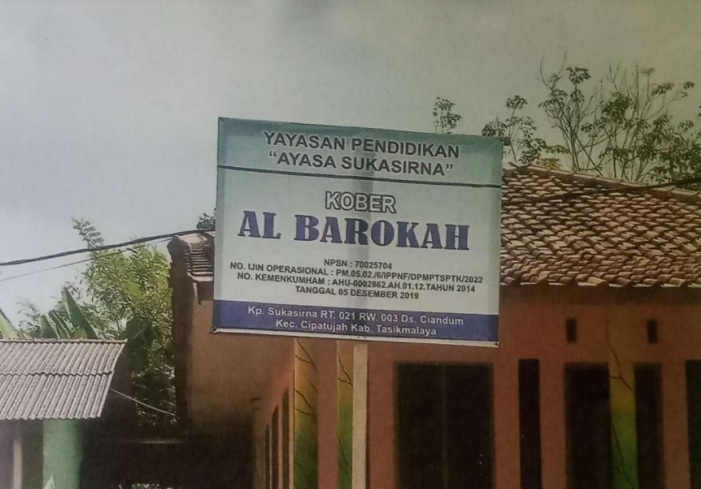 YAYASAN PENDIDIKAN
"AYASA SUKASIRNA"
KOBER
AL BAROKAH
NPSN : 70025704
NO. IJIN OPERASIONAL : PM.05.02./6/IPPNF/DPMPTSPTK/2022
NO. KEMENKUMHAM : AHU-0002862.AH.01.12.TAHUN 2014
TANGGAL 05 DESEMBER 2019
Kp. Sukasirna RT. 021 RW. 003 Ds. Ciandum
Kec. Cipatujah Kab. Tasikmalaya